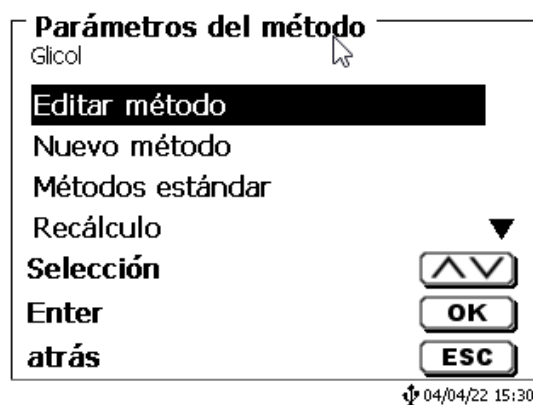 Parámetros del método
Glicol
Editar método
Nuevo método
Métodos estándar
Recálculo
Selección
Enter OK
atrás ESC
04/04/22 15:30